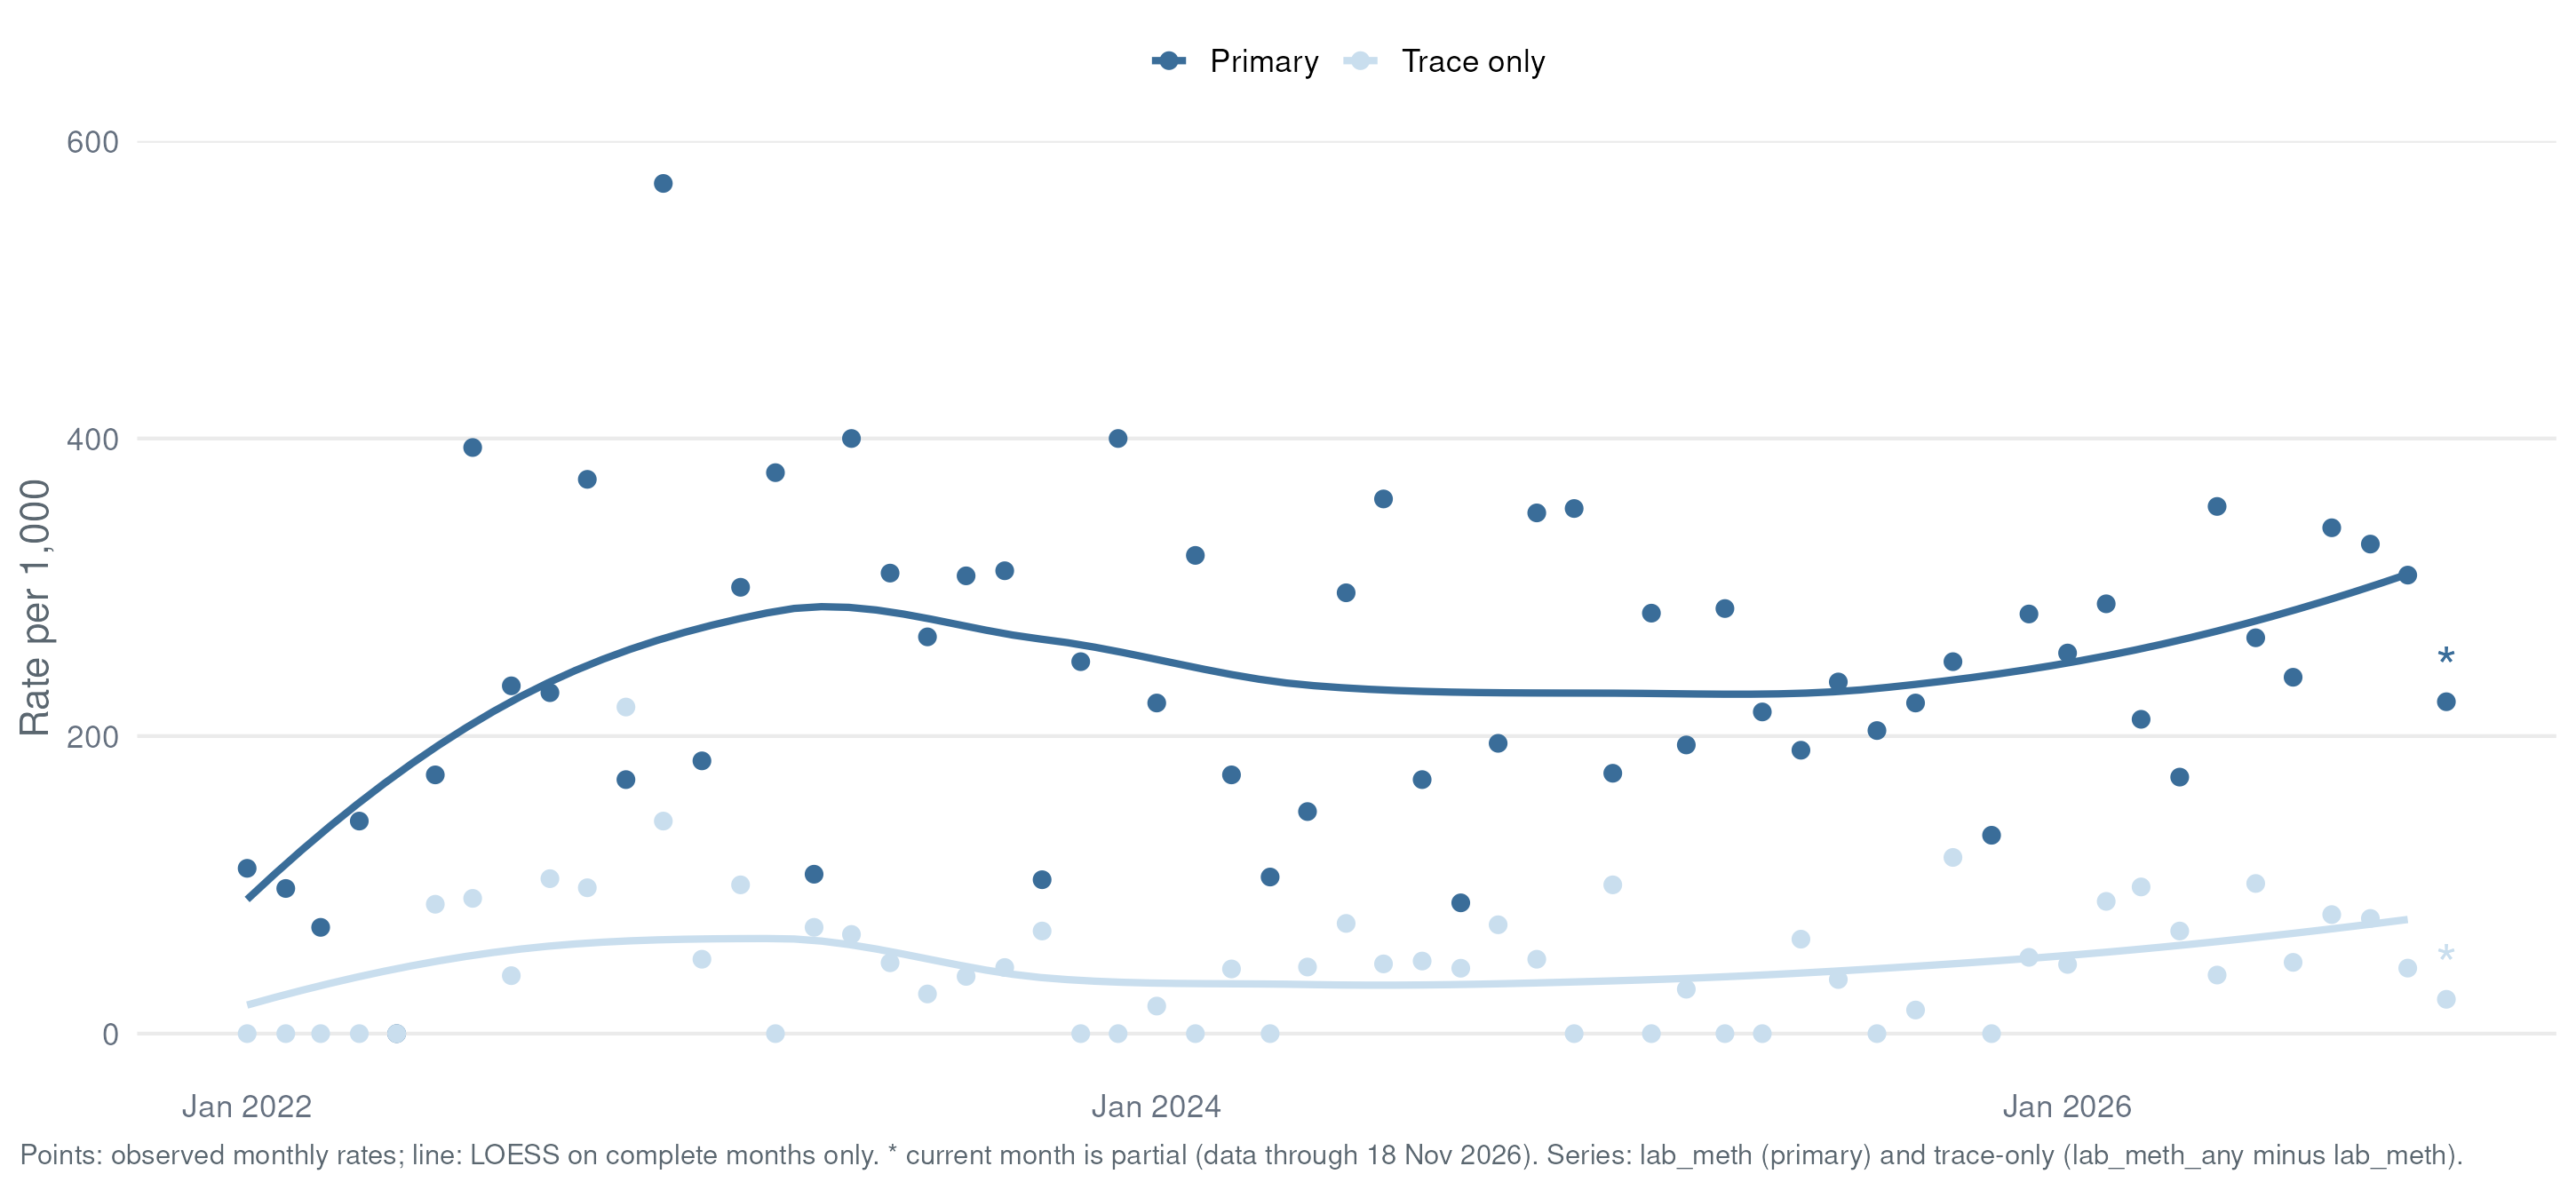 Primary Trace only
600
400
200
0
Rate per 1,000
Jan 2022 Jan 2024 Jan 2026
*
*
Points: observed monthly rates; line: LOESS on complete months only. * current month is partial (data through 18 Nov 2026). Series: lab_meth (primary) and trace-only (lab_meth_any minus lab_meth).